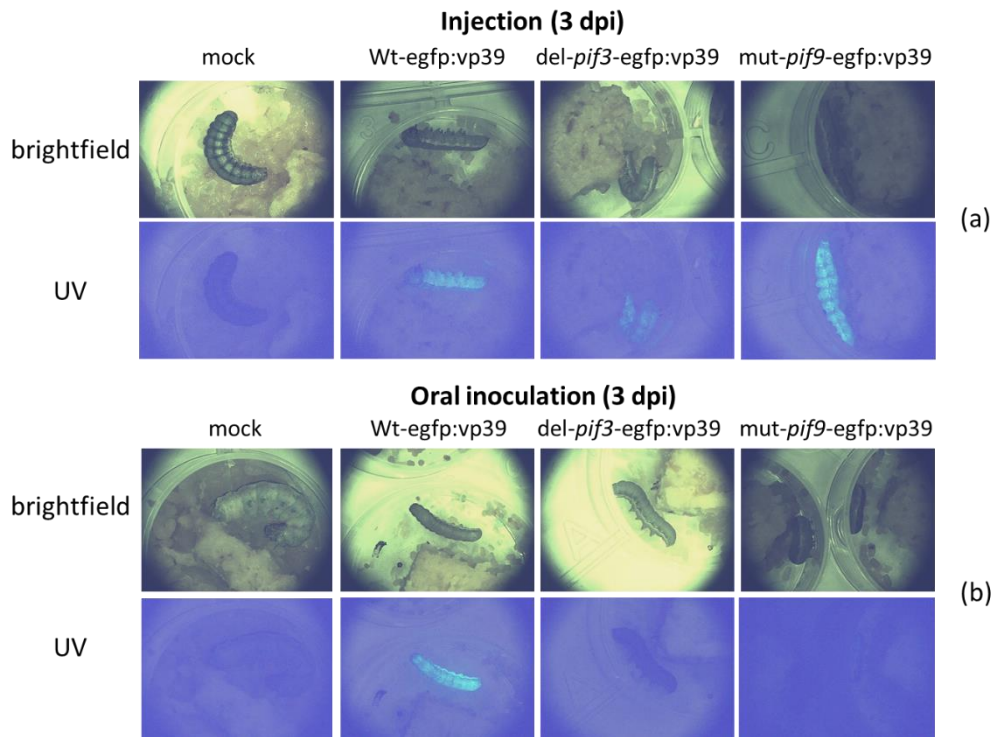 Injection (3 dpi)
mock Wt-egfp:vp39 del-pif3-egfp:vp39 mut-pif9-egfp:vp39
brightfield
(a)
UV
Oral inoculation (3 dpi)
mock Wt-egfp:vp39 del-pif3-egfp:vp39 mut-pif9-egfp:vp39
brightfield
(b)
UV